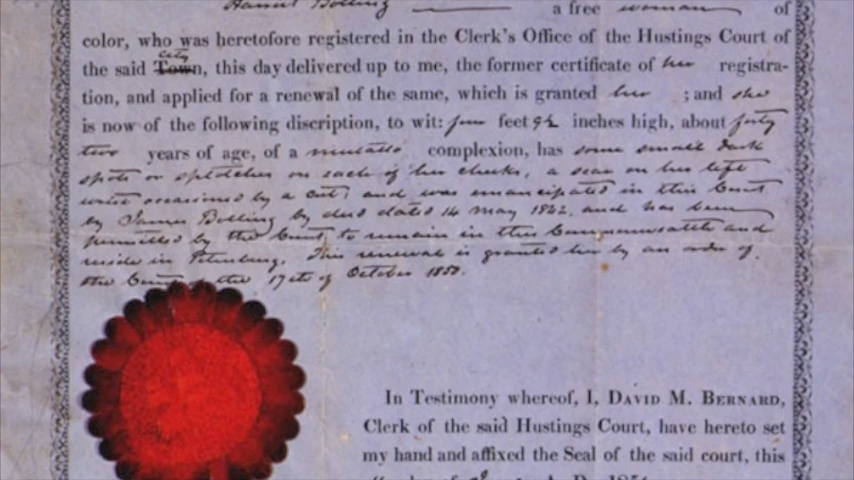 Harriet Bolling a free woman of
color, who was heretofore registered in the Clerk's Office of the Hustings Court of
city
the said Town, this day delivered up to me, the former certificate of her registra-
tion, and applied for a renewal of the same, which is granted her ; and she
is now of the following discription, to wit: four feet 9½ inches high, about forty
two years of age, of a mulatto complexion, has some small dark
spots or splotches on each of her cheeks, a scar on her left
wrist occasioned by a cut; and was emancipated in this Court
by James Bolling by deed dated 14 May 1842, and has been
permitted by the Court to remain in this Commonwealth and
reside in Petersburg. This renewal is granted her by an order of
the Court of the 17th of October 1850.
In Testimony whereof, I, DAVID M. BERNARD,
Clerk of the said Hustings Court, have hereto set
my hand and affixed the Seal of the said court, this
day of A. D. 1851